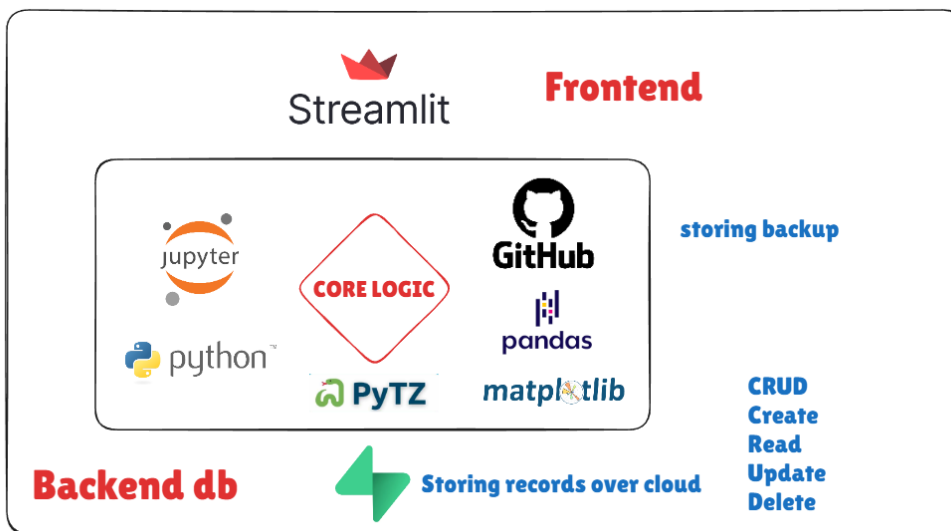 Streamlit
Frontend
jupyter
CORE LOGIC
GitHub
storing backup
pandas
python™
PyTZ
matplotlib
CRUD
Create
Read
Update
Delete
Backend db
Storing records over cloud